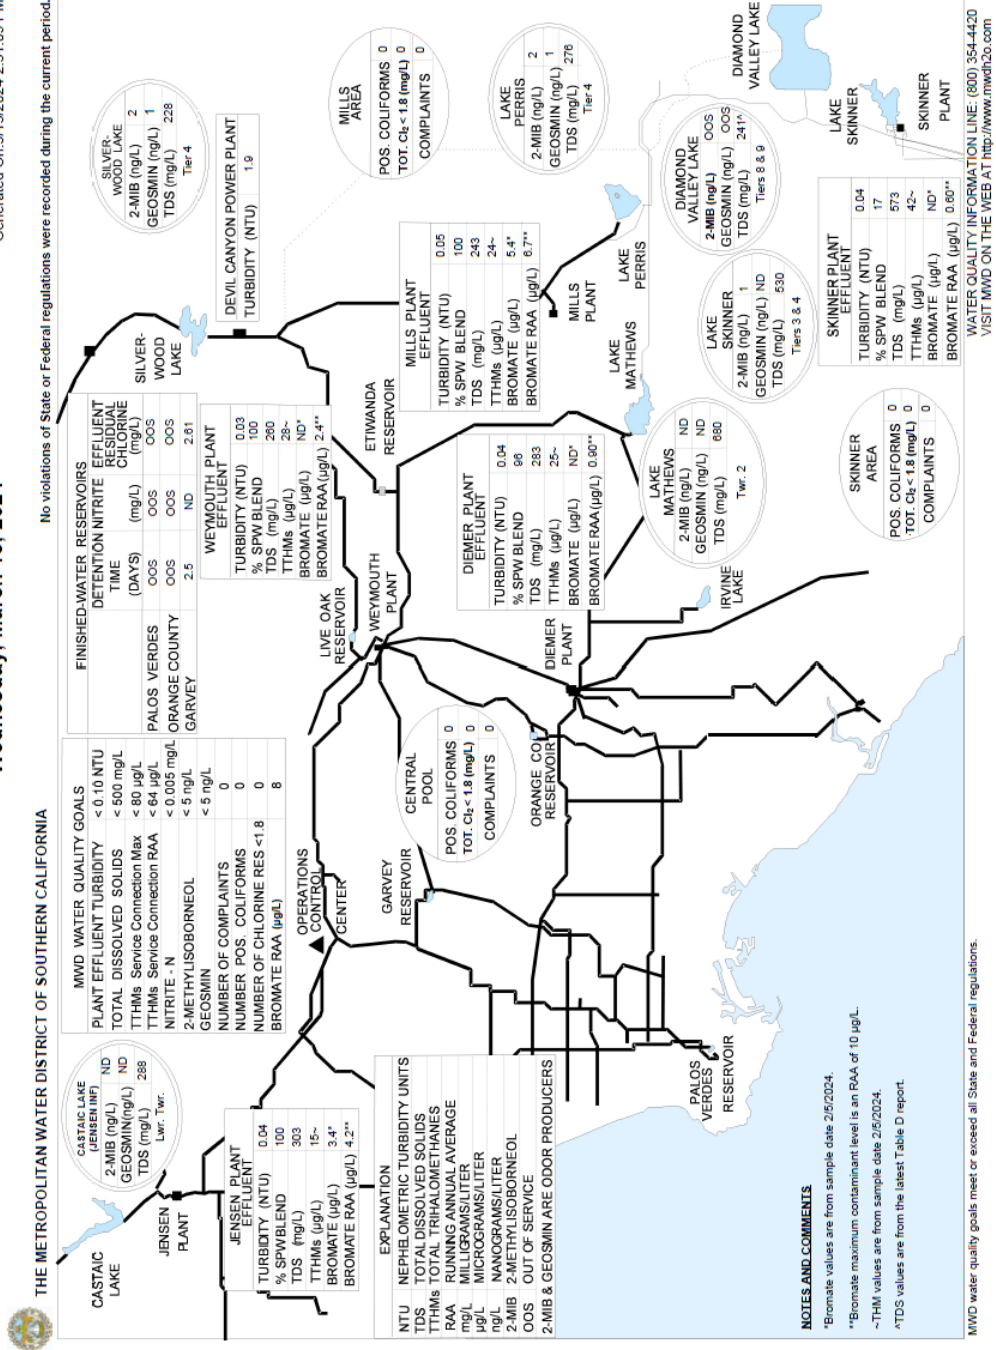 THE METROPOLITAN WATER DISTRICT OF SOUTHERN CALIFORNIA
No violations of State or Federal regulations were recorded during the current period.
CASTAIC LAKE
(JENSEN INF)
2-MIB (ng/L) ND
GEOSMIN(ng/L) ND
TDS (mg/L) 288
Lwr. Twr.
MWD WATER QUALITY GOALS
PLANT EFFLUENT TURBIDITY < 0.10 NTU
TOTAL DISSOLVED SOLIDS < 500 mg/L
TTHMs Service Connection Max < 80 µg/L
TTHMs Service Connection RAA < 64 µg/L
NITRITE - N < 0.005 mg/L
2-METHYLISOBORNEOL < 5 ng/L
GEOSMIN < 5 ng/L
NUMBER OF COMPLAINTS 0
NUMBER POS. COLIFORMS 0
NUMBER OF CHLORINE RES <1.8 0
BROMATE RAA (µg/L) 8
FINISHED-WATER RESERVOIRS
DETENTION NITRITE EFFLUENT
TIME RESIDUAL
CHLORINE
(DAYS) (mg/L) (mg/L)
PALOS VERDES OOS OOS OOS
ORANGE COUNTY OOS OOS OOS
GARVEY 2.5 ND 2.61
SILVER-
WOOD LAKE
2-MIB (ng/L) 2
GEOSMIN (ng/L) 1
TDS (mg/L) 228
Tier 4
SILVER-
WOOD
LAKE
DEVIL CANYON POWER PLANT
TURBIDITY (NTU) 1.9
CASTAIC
LAKE
JENSEN
PLANT
JENSEN PLANT
EFFLUENT
TURBIDITY (NTU) 0.04
% SPW BLEND 100
TDS (mg/L) 303
TTHMs (µg/L) 15~
BROMATE (µg/L) 3.4*
BROMATE RAA (µg/L) 4.2**
WEYMOUTH PLANT
EFFLUENT
TURBIDITY (NTU) 0.03
% SPW BLEND 100
TDS (mg/L) 260
TTHMs (µg/L) 28~
BROMATE (µg/L) ND*
BROMATE RAA (µg/L) 2.4**
OPERATIONS
CONTROL
CENTER
LIVE OAK
RESERVOIR
WEYMOUTH
PLANT
ETIWANDA
RESERVOIR
MILLS AREA
POS. COLIFORMS 0
TOT. Cl₂ < 1.8 (mg/L) 0
COMPLAINTS 0
MILLS PLANT
EFFLUENT
TURBIDITY (NTU) 0.05
% SPW BLEND 100
TDS (mg/L) 243
TTHMs (µg/L) 24~
BROMATE (µg/L) 5.4*
BROMATE RAA (µg/L) 6.7**
EXPLANATION
NTU NEPHELOMETRIC TURBIDITY UNITS
TDS TOTAL DISSOLVED SOLIDS
TTHMs TOTAL TRIHALOMETHANES
RAA RUNNING ANNUAL AVERAGE
mg/L MILLIGRAMS/LITER
µg/L MICROGRAMS/LITER
ng/L NANOGRAMS/LITER
2-MIB 2-METHYLISOBORNEOL
OOS OUT OF SERVICE
2-MIB & GEOSMIN ARE ODOR PRODUCERS
GARVEY
RESERVOIR
CENTRAL
POOL
POS. COLIFORMS 0
TOT. Cl₂ < 1.8 (mg/L) 0
COMPLAINTS 0
DIEMER PLANT
EFFLUENT
TURBIDITY (NTU) 0.04
% SPW BLEND 96
TDS (mg/L) 283
TTHMs (µg/L) 25~
BROMATE (µg/L) ND*
BROMATE RAA (µg/L) 0.90**
LAKE
PERRIS
2-MIB (ng/L) 2
GEOSMIN (ng/L) 1
TDS (mg/L) 276
Tier 4
MILLS
PLANT
LAKE
PERRIS
LAKE
MATHEWS
ORANGE CO.
RESERVOIR
DIEMER
PLANT
LAKE
MATHEWS
2-MIB (ng/L) ND
GEOSMIN (ng/L) ND
TDS (mg/L) 680
Twr. 2
IRVINE
LAKE
DIAMOND
VALLEY LAKE
2-MIB (ng/L) OOS
GEOSMIN (ng/L) OOS
TDS (mg/L) 241^
Tiers 8 & 9
DIAMOND
VALLEY LAKE
LAKE
SKINNER
2-MIB (ng/L) 1
GEOSMIN (ng/L) ND
TDS (mg/L) 530
Tiers 3 & 4
PALOS
VERDES
RESERVOIR
SKINNER
AREA
POS. COLIFORMS 0
TOT. Cl₂ < 1.8 (mg/L) 0
COMPLAINTS 0
SKINNER PLANT
EFFLUENT
TURBIDITY (NTU) 0.04
% SPW BLEND 17
TDS (mg/L) 573
TTHMs (µg/L) 42~
BROMATE (µg/L) ND*
BROMATE RAA (µg/L) 0.60**
LAKE
SKINNER
SKINNER
PLANT
NOTES AND COMMENTS
*Bromate values are from sample date 2/5/2024.
**Bromate maximum contaminant level is an RAA of 10 µg/L.
~THM values are from sample date 2/5/2024.
^TDS values are from the latest Table D report.
MWD water quality goals meet or exceed all State and Federal regulations.
WATER QUALITY INFORMATION LINE: (800) 354-4420
VISIT MWD ON THE WEB AT http://www.mwdh2o.com